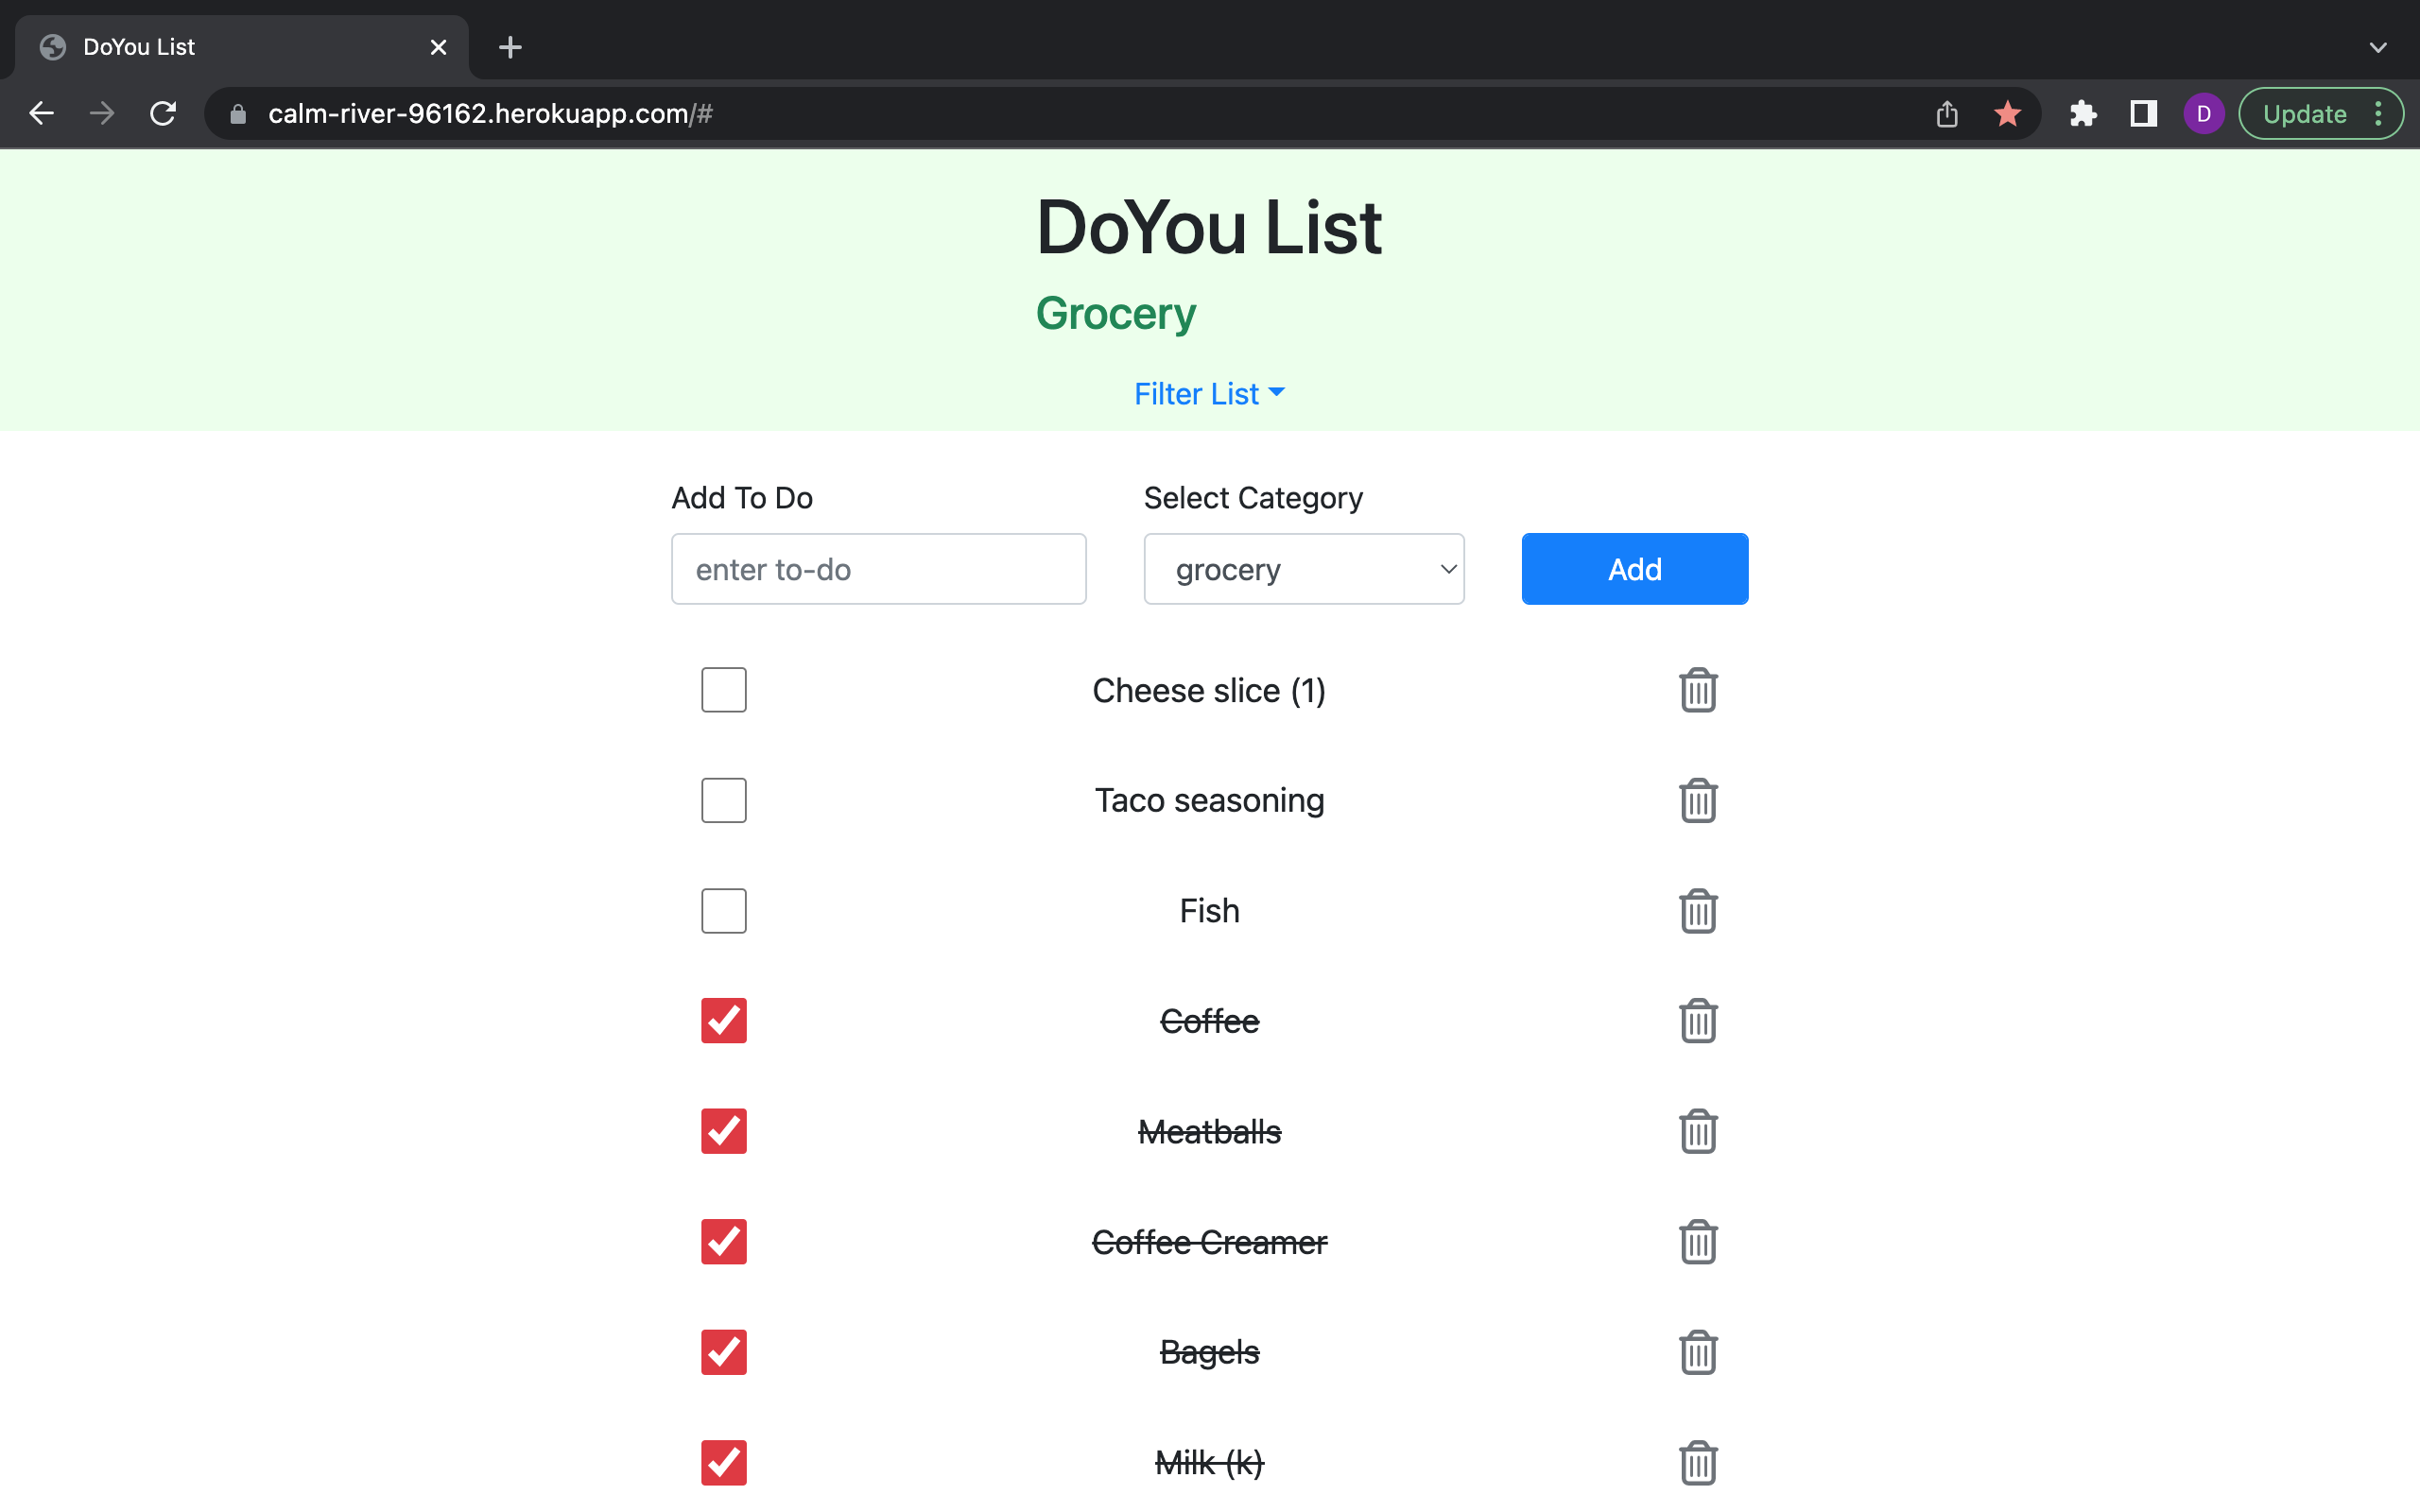 DoYou List
calm-river-96162.herokuapp.com/#
D
Update
DoYou List
Grocery
Filter List
Add To Do
Select Category
enter to-do
grocery
Add
Cheese slice (1)
Taco seasoning
Fish
Coffee
Meatballs
Coffee Creamer
Bagels
Milk (k)